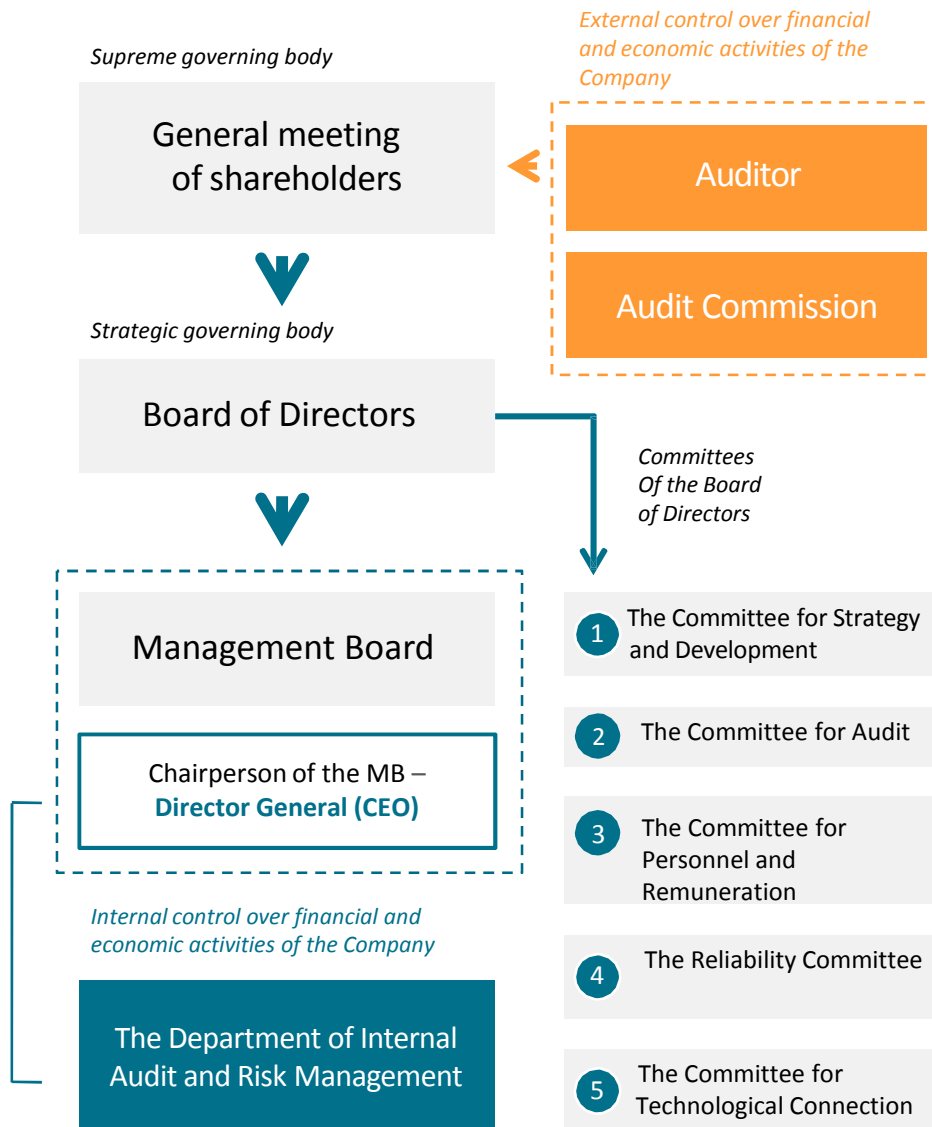 Supreme governing body
General meeting
of shareholders
External control over financial
and economic activities of the
Company
Auditor
Audit Commission
Strategic governing body
Board of Directors
Committees
Of the Board
of Directors
Management Board
Chairperson of the MB –
Director General (CEO)
Internal control over financial and
economic activities of the Company
The Department of Internal
Audit and Risk Management
1
The Committee for Strategy
and Development
2
The Committee for Audit
3
The Committee for
Personnel and
Remuneration
4
The Reliability Committee
5
The Committee for
Technological Connection